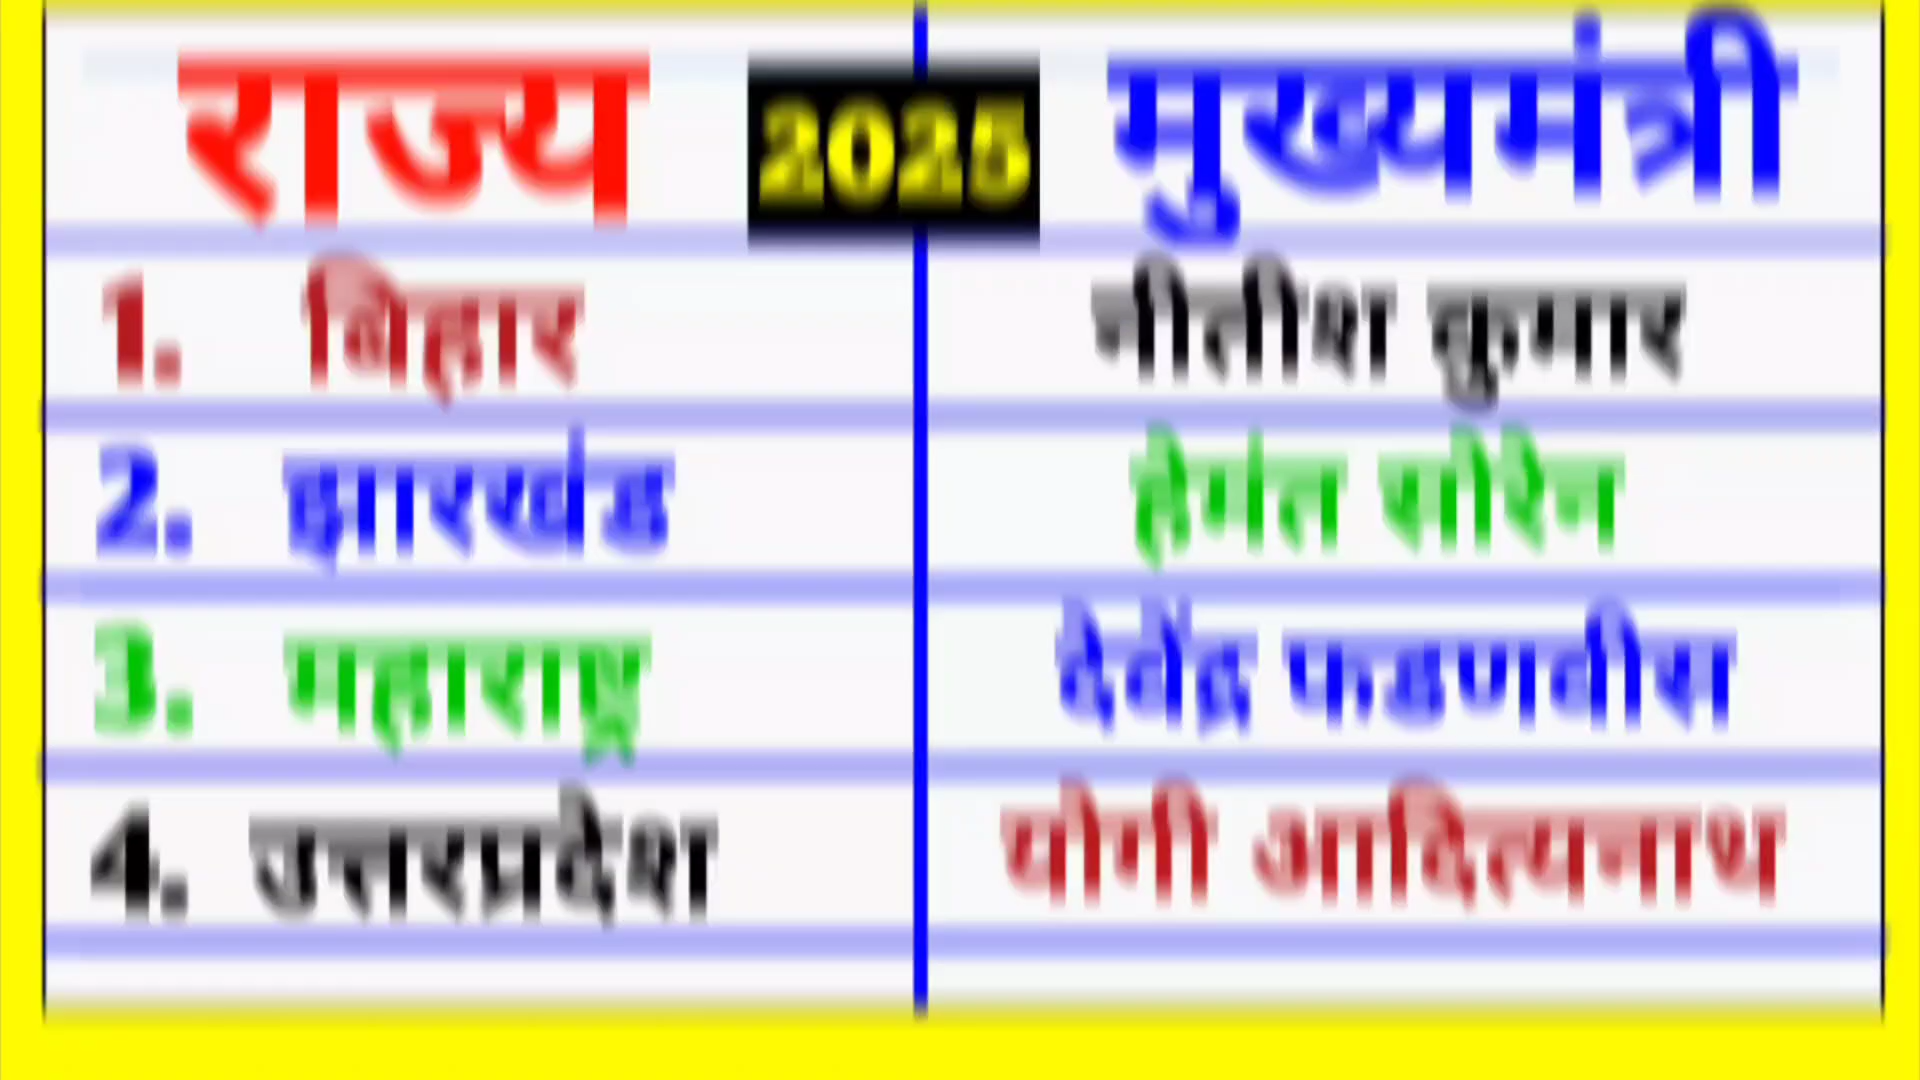 राज्य 2025 मुख्यमंत्री
1. बिहार नीतीश कुमार
2. झारखंड हेमंत सोरेन
3. महाराष्ट्र देवेंद्र फडणवीस
4. उत्तरप्रदेश योगी आदित्यनाथ